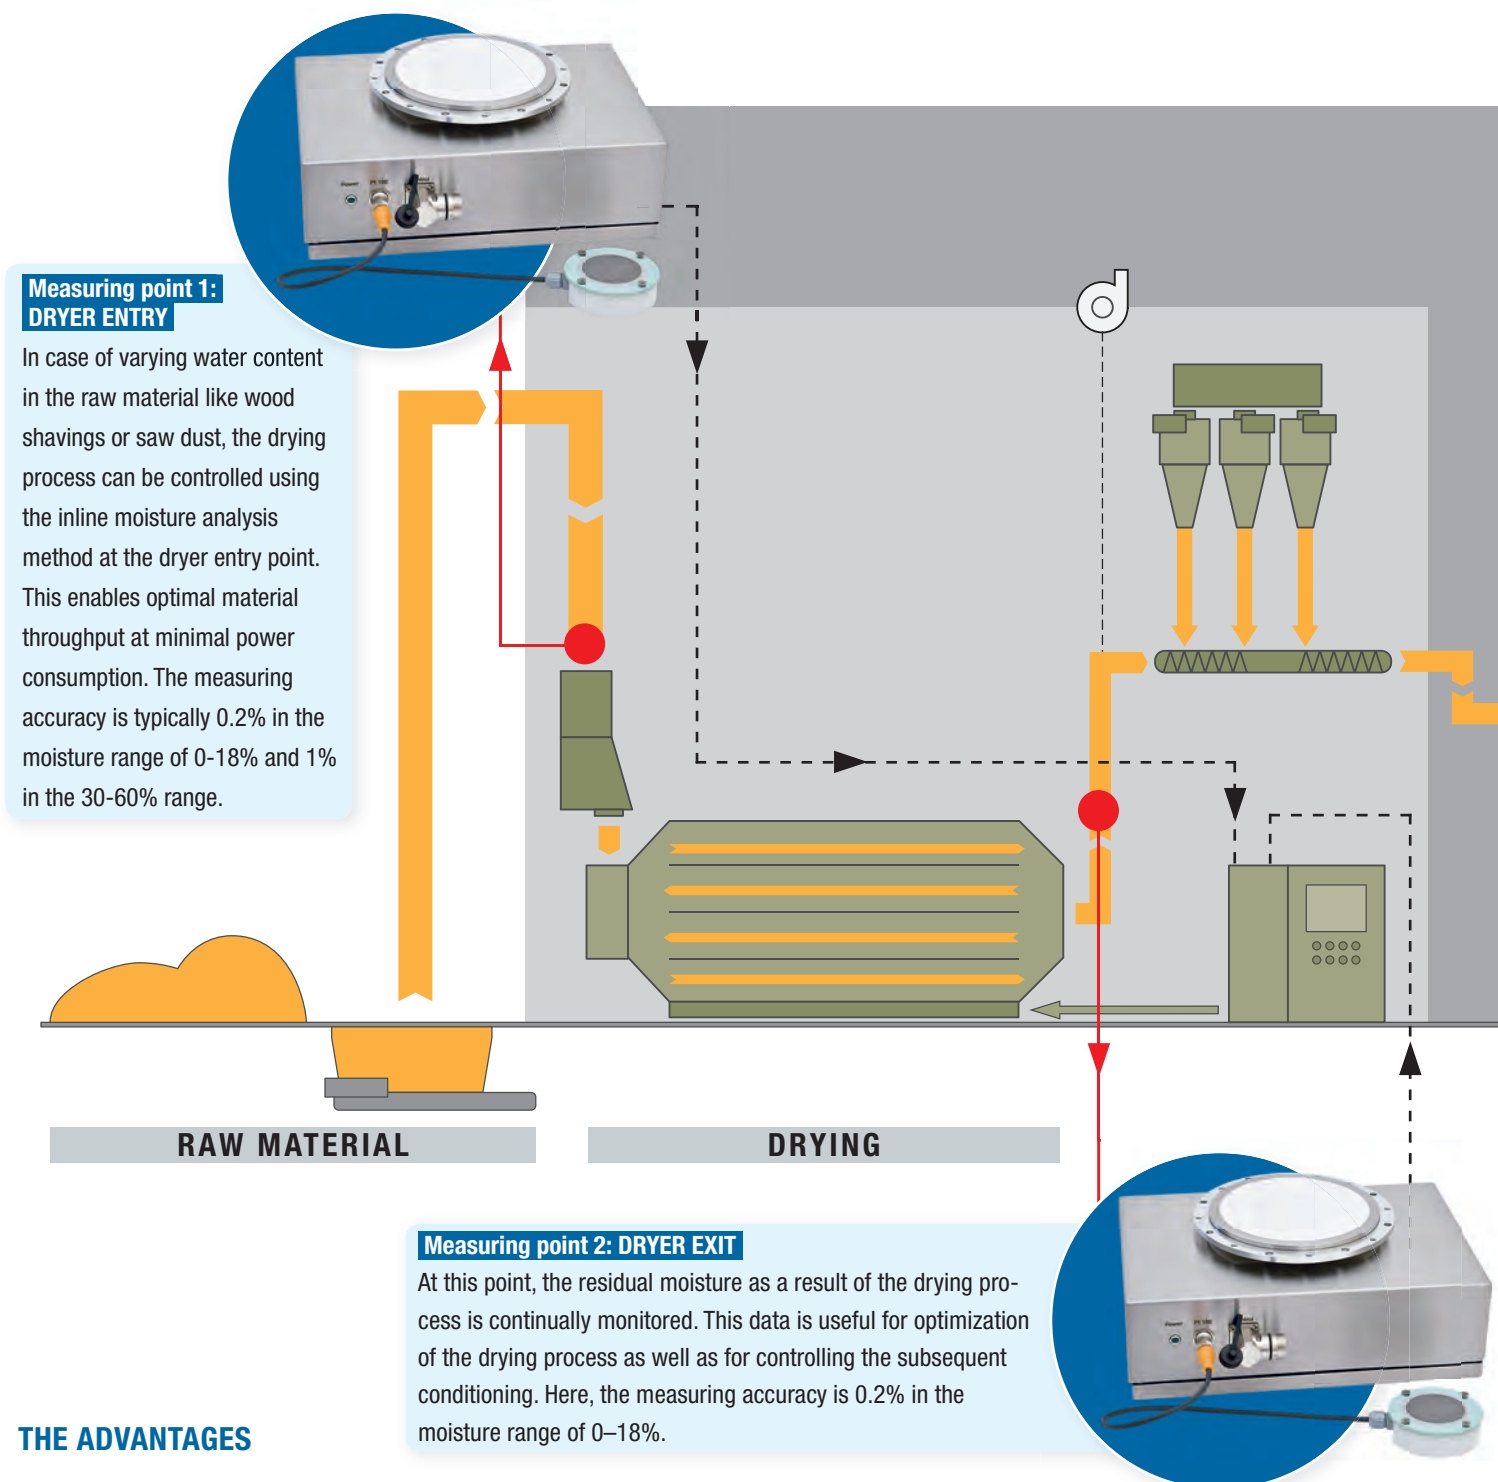 Power
Pt 100
Measuring point 1:
DRYER ENTRY
In case of varying water content
in the raw material like wood
shavings or saw dust, the drying
process can be controlled using
the inline moisture analysis
method at the dryer entry point.
This enables optimal material
throughput at minimal power
consumption. The measuring
accuracy is typically 0.2% in the
moisture range of 0-18% and 1%
in the 30-60% range.
RAW MATERIAL
DRYING
Measuring point 2: DRYER EXIT
At this point, the residual moisture as a result of the drying pro-
cess is continually monitored. This data is useful for optimization
of the drying process as well as for controlling the subsequent
conditioning. Here, the measuring accuracy is 0.2% in the
moisture range of 0–18%.
Power
Pt 100
THE ADVANTAGES